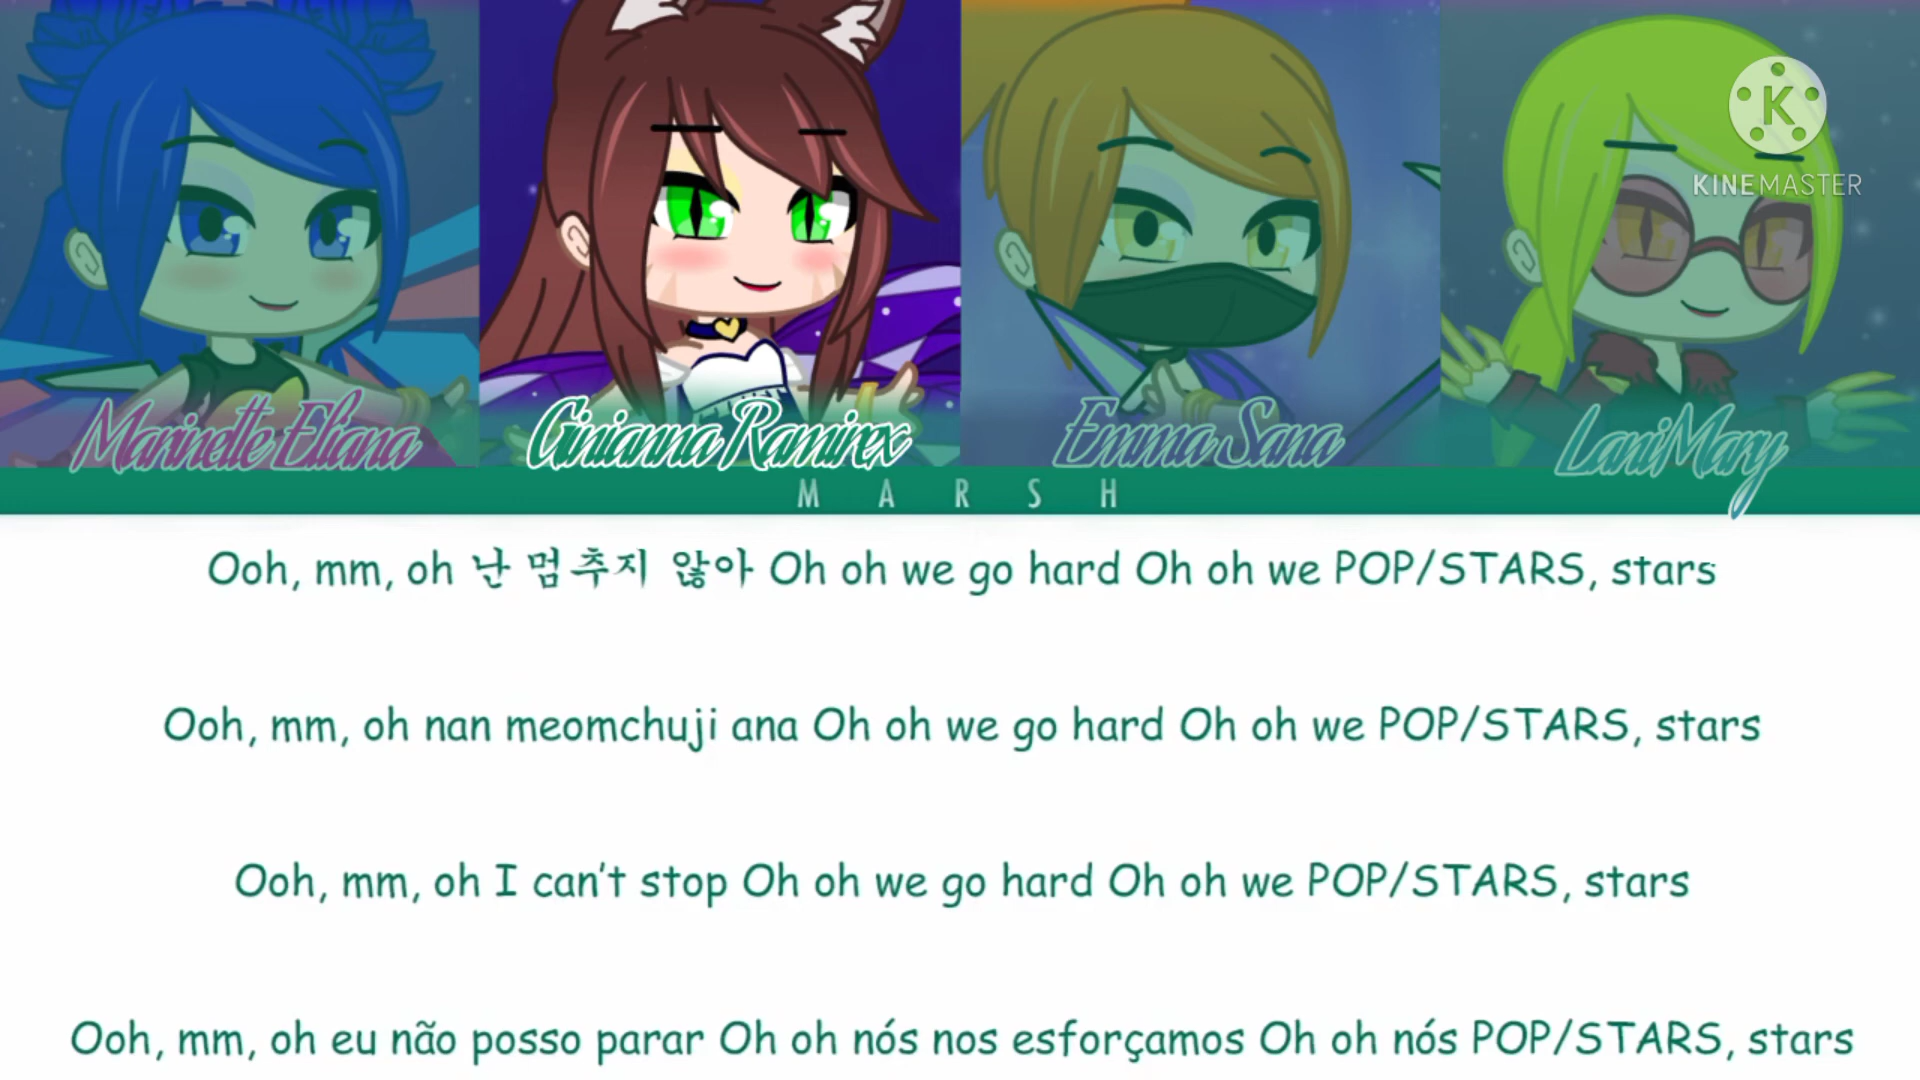 KINEMASTER
Marinette Eliana
Ginianna Ramirex
Emma Sana
LaniMary
MARSH
Ooh, mm, oh 난 멈추지 않아 Oh oh we go hard Oh oh we POP/STARS, stars
Ooh, mm, oh nan meomchuji ana Oh oh we go hard Oh oh we POP/STARS, stars
Ooh, mm, oh I can’t stop Oh oh we go hard Oh oh we POP/STARS, stars
Ooh, mm, oh eu não posso parar Oh oh nós nos esforçamos Oh oh nós POP/STARS, stars